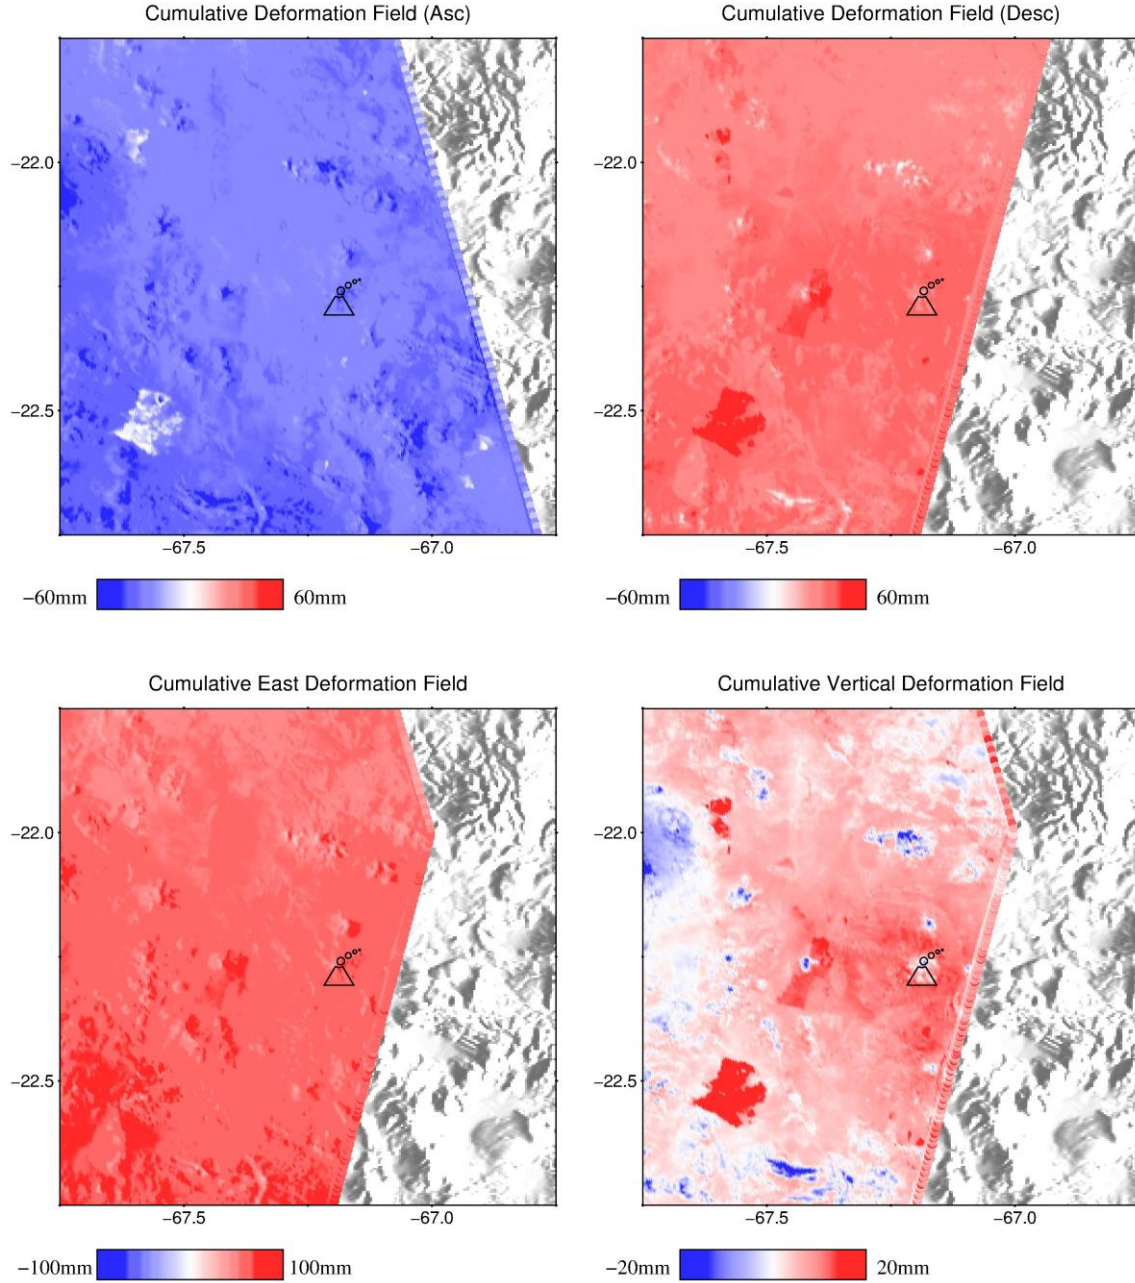 Cumulative Deformation Field (Asc)
Cumulative Deformation Field (Desc)
−22.0
−22.5
−67.5
−67.0
−22.0
−22.5
−67.5
−67.0
−60mm
60mm
−60mm
60mm
Cumulative East Deformation Field
Cumulative Vertical Deformation Field
−22.0
−22.5
−67.5
−67.0
−22.0
−22.5
−67.5
−67.0
−100mm
100mm
−20mm
20mm